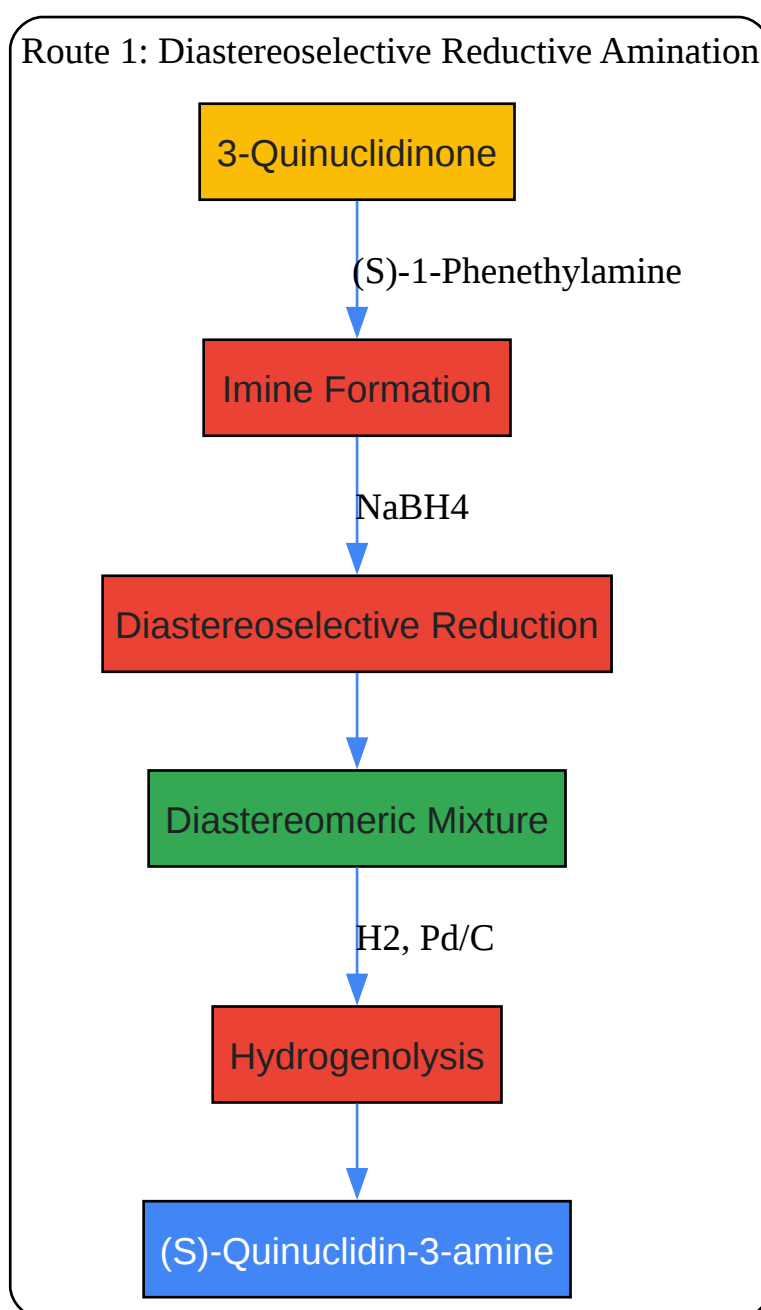 Route 1: Diastereoselective Reductive Amination
3-Quinuclidinone
(S)-1-Phenethylamine
Imine Formation
NaBH4
Diastereoselective Reduction
Diastereomeric Mixture
H2, Pd/C
Hydrogenolysis
(S)-Quinuclidin-3-amine